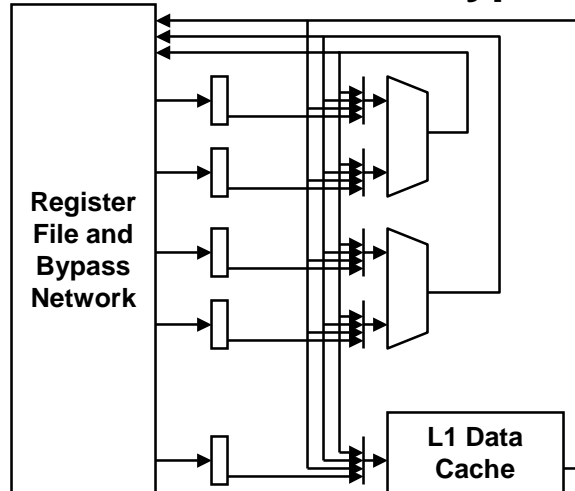 Register
File and
Bypass
Network
L1 Data
Cache